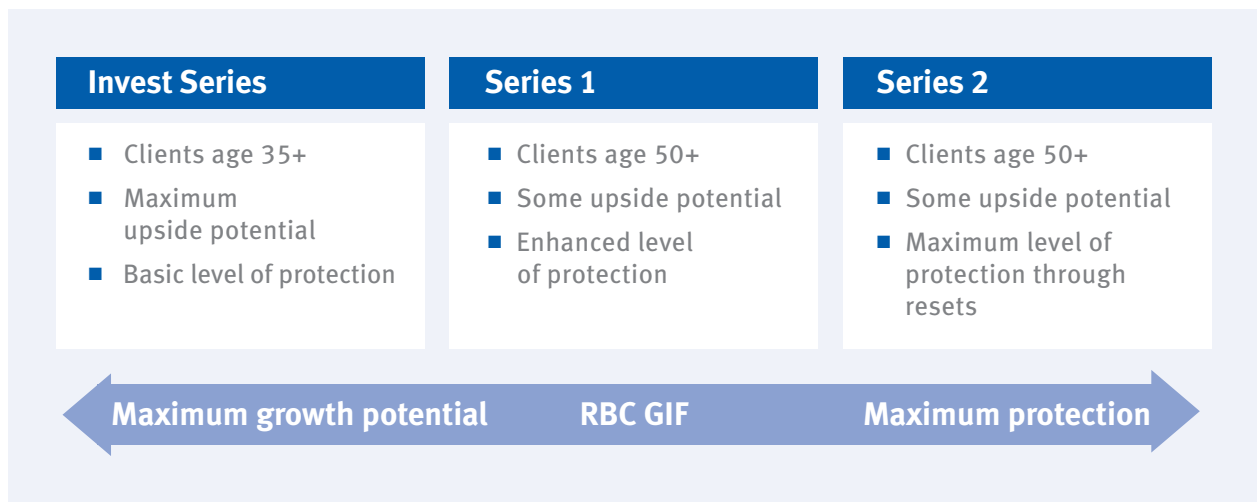 Invest Series
Clients age 35+
Maximum
upside potential
Basic level of protection
Series 1
Clients age 50+
Some upside potential
Enhanced level
of protection
Series 2
Clients age 50+
Some upside potential
Maximum level of
protection through
resets
Maximum growth potential
RBC GIF
Maximum protection